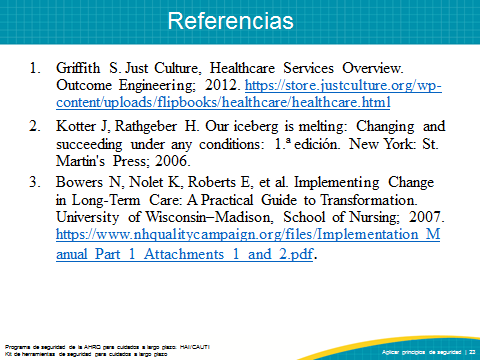 Referencias
1. Griffith S. Just Culture, Healthcare Services Overview.
Outcome Engineering; 2012. https://store.justculture.org/wp-
content/uploads/flipbooks/healthcare/healthcare.html
2. Kotter J, Rathgeber H. Our iceberg is melting: Changing and
succeeding under any conditions: 1.ª edición. New York: St.
Martin's Press; 2006.
3. Bowers N, Nolet K, Roberts E, et al. Implementing Change
in Long-Term Care: A Practical Guide to Transformation.
University of Wisconsin–Madison, School of Nursing; 2007.
https://www.nhqualitycampaign.org/files/Implementation_M
anual_Part_1_Attachments_1_and_2.pdf.
Programa de seguridad de la AHRQ para cuidados a largo plazo: HAI/CAUTI
Kit de herramientas de seguridad para cuidados a largo plazo
Aplicar principios de seguridad | 23